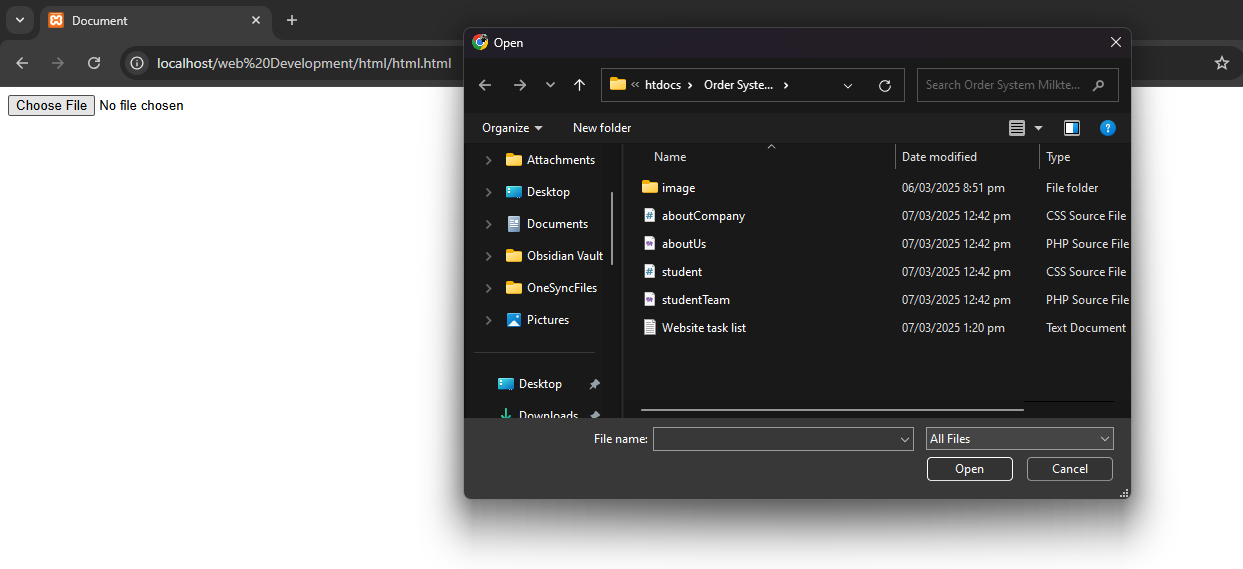 Document
localhost/web%20Development/html/html.html
Choose File No file chosen
Open
htdocs Order Syste...
Search Order System Milkte...
Organize New folder
Name Date modified Type
Attachments
Desktop
Documents
Obsidian Vault
OneSyncFiles
Pictures
Desktop
Downloads
image 06/03/2025 8:51 pm File folder
aboutCompany 07/03/2025 12:42 pm CSS Source File
aboutUs 07/03/2025 12:42 pm PHP Source File
student 07/03/2025 12:42 pm CSS Source File
studentTeam 07/03/2025 12:42 pm PHP Source File
Website task list 07/03/2025 1:20 pm Text Document
File name: All Files
Open Cancel